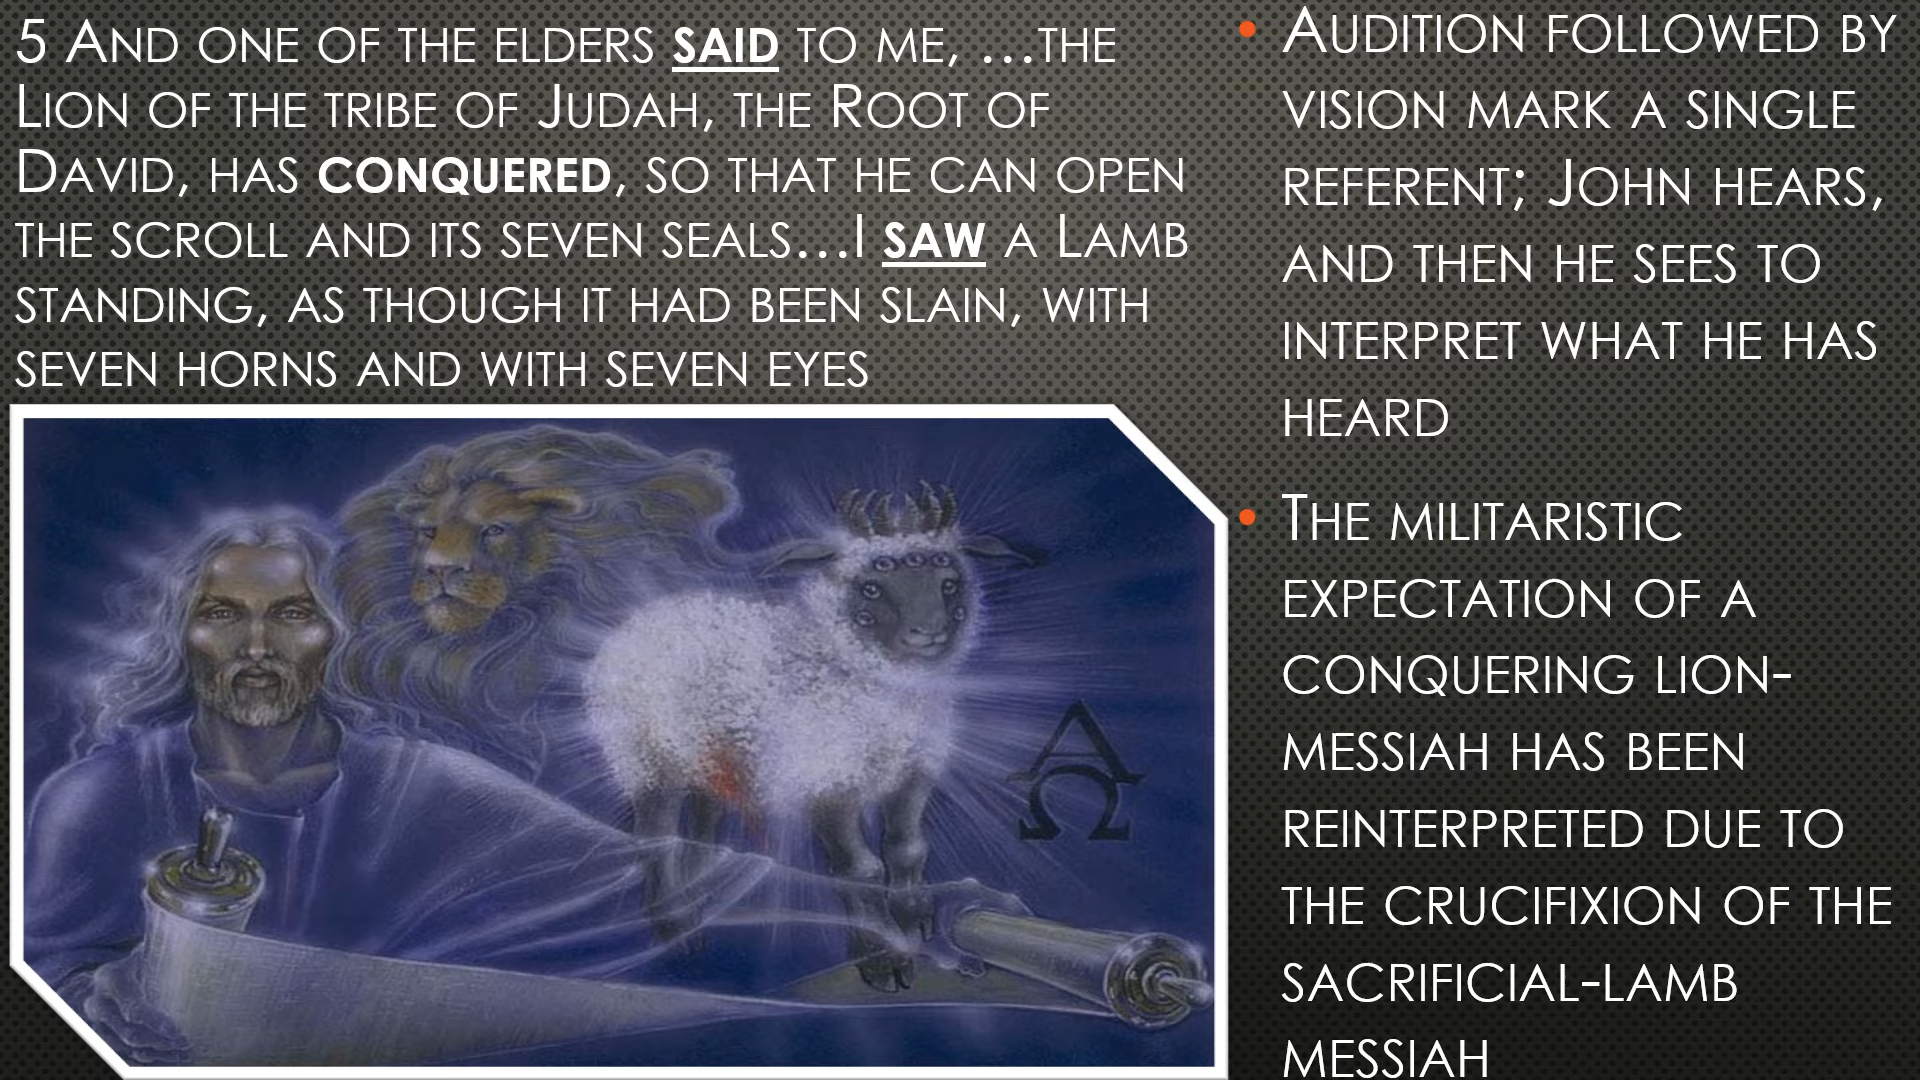 5 And one of the elders said to me, …the
Lion of the tribe of Judah, the Root of
David, has conquered, so that he can open
the scroll and its seven seals…I saw a Lamb
standing, as though it had been slain, with
seven horns and with seven eyes
• Audition followed by
vision mark a single
referent; John hears,
and then he sees to
interpret what he has
heard
• The militaristic
expectation of a
conquering lion-
messiah has been
reinterpreted due to
the crucifixion of the
sacrificial-lamb
messiah
Α
Ω